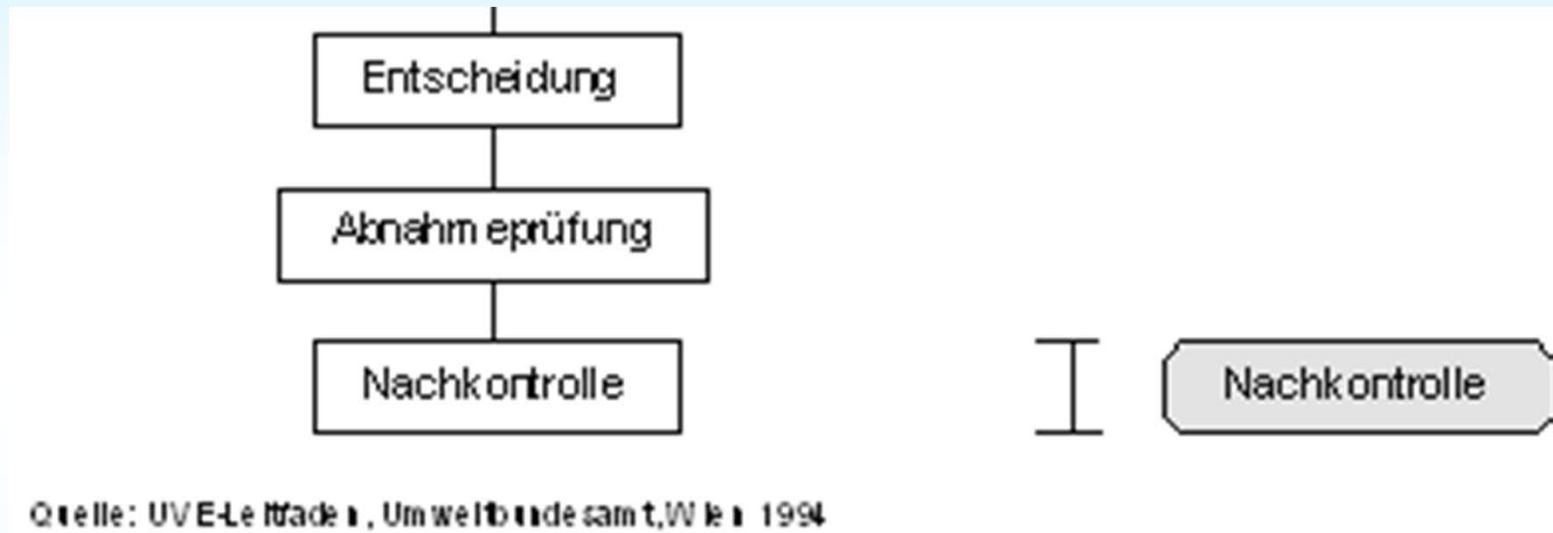 Entscheidung
Abnahmeprüfung
Nachkontrolle
Nachkontrolle
Quelle: UVE-Leitfaden, Umweltbundesamt, Wien 1994